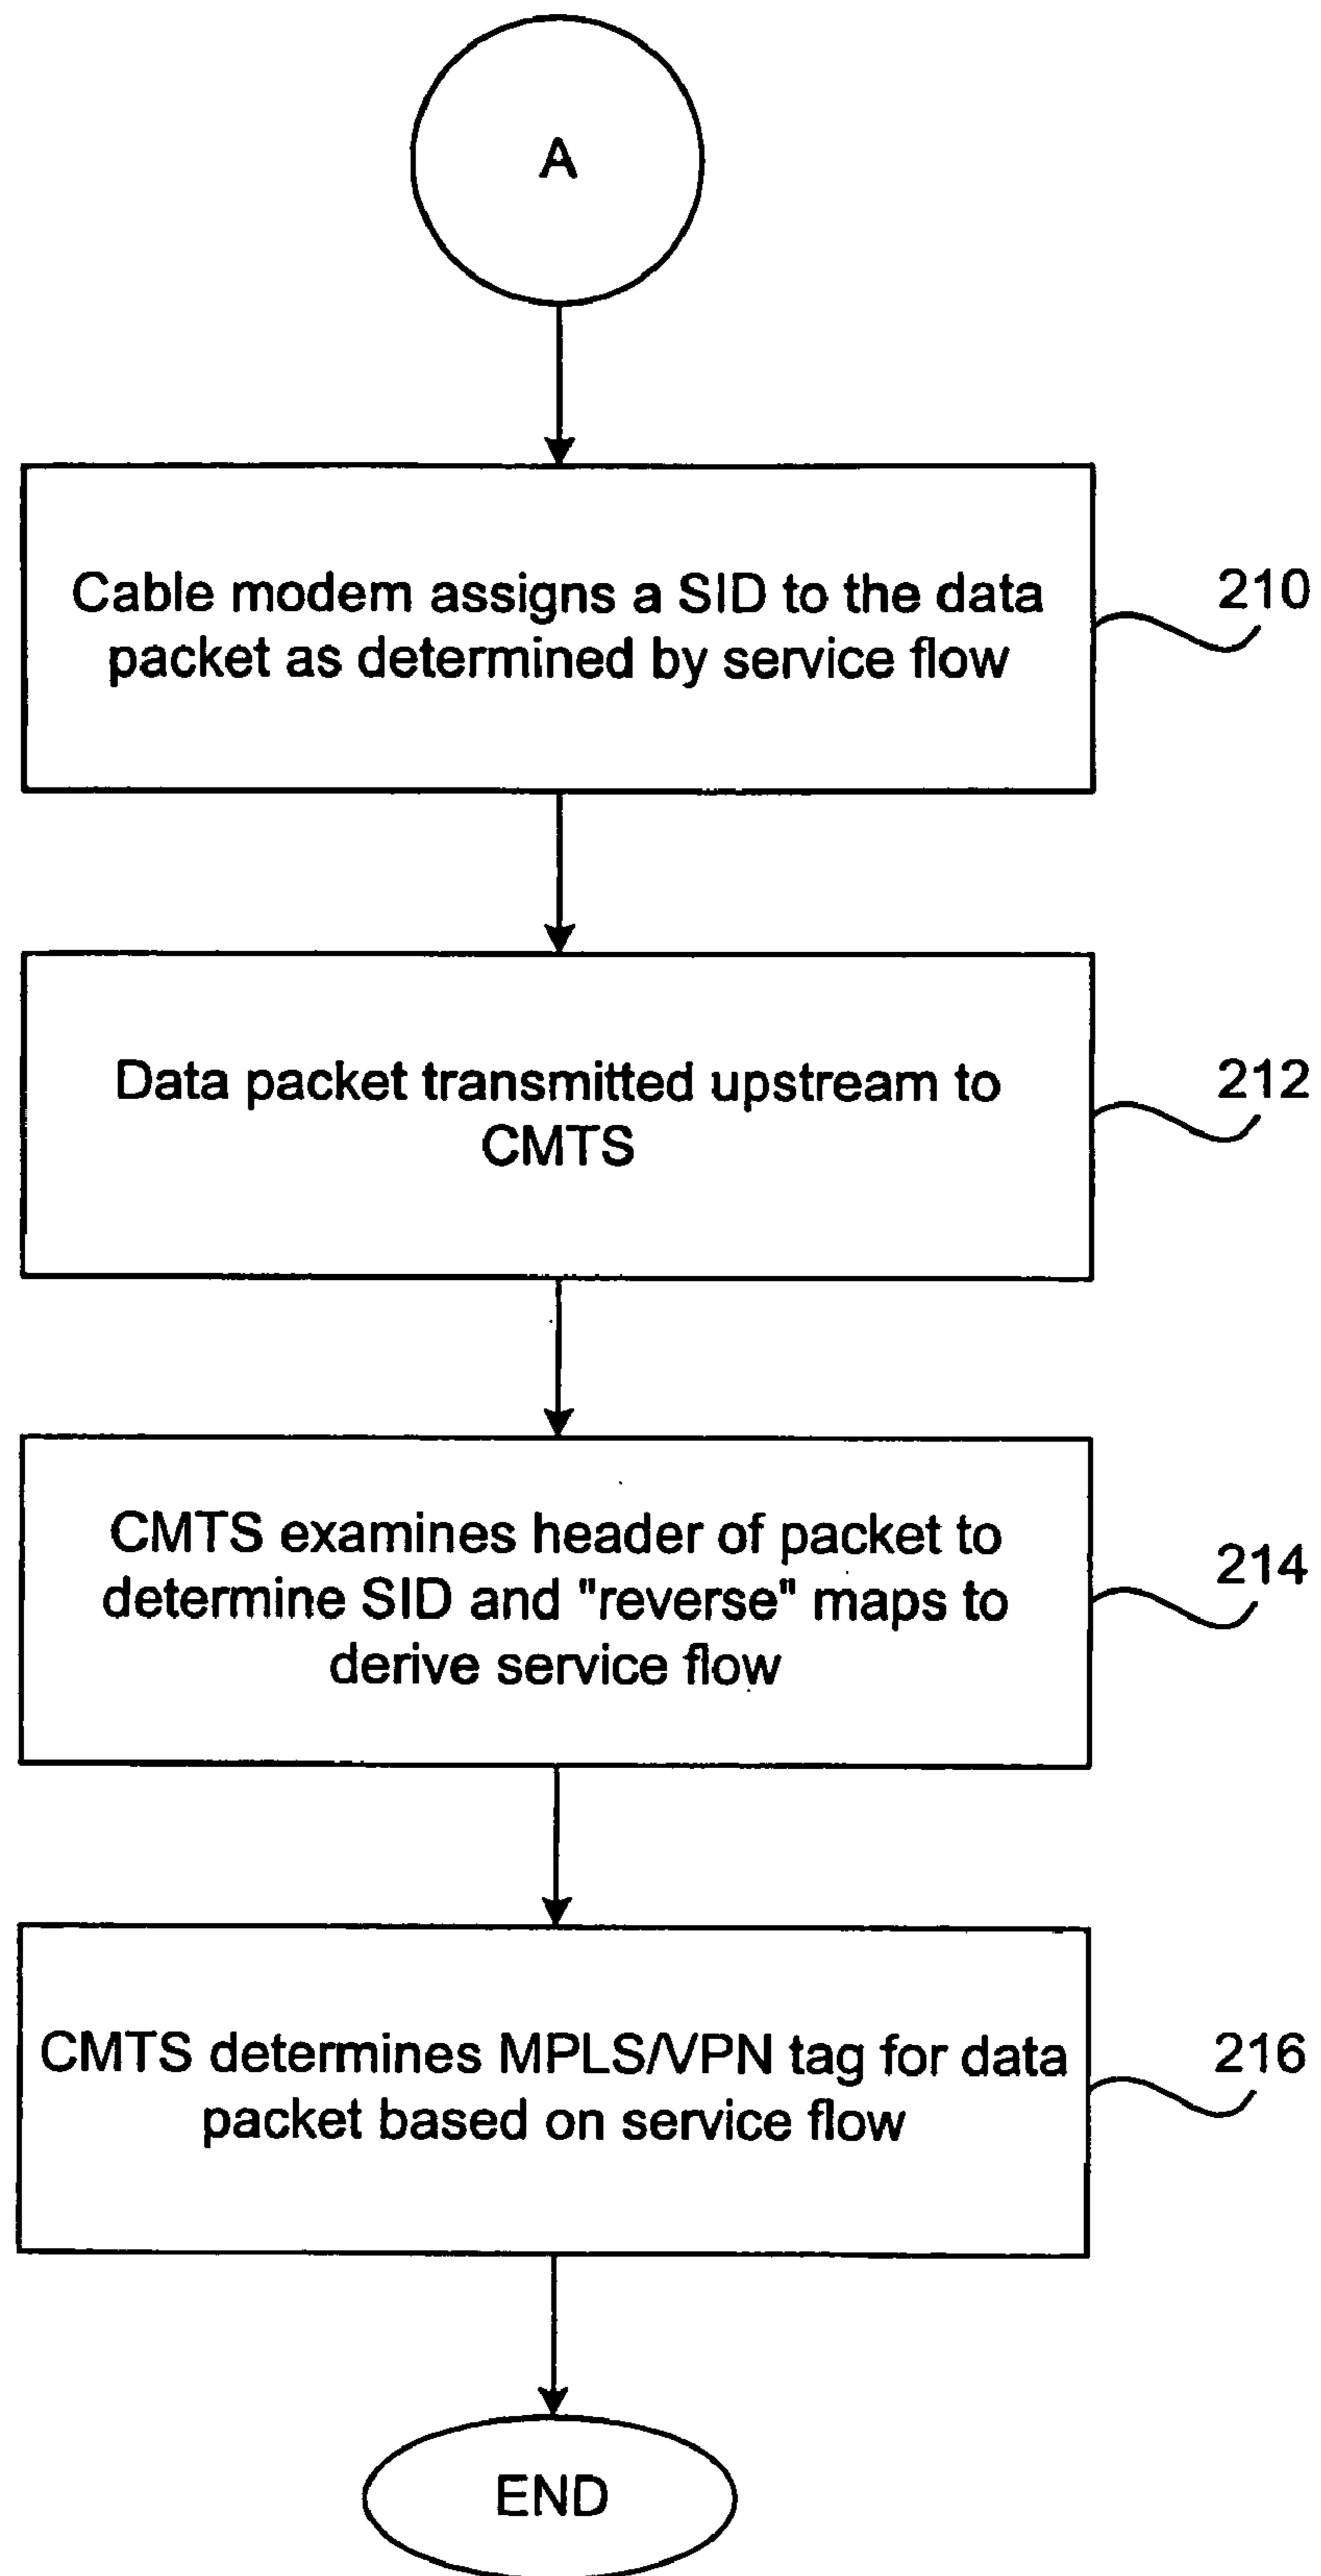 A
Cable modem assigns a SID to the data
packet as determined by service flow
210
Data packet transmitted upstream to
CMTS
212
CMTS examines header of packet to
determine SID and "reverse" maps to
derive service flow
214
CMTS determines MPLS/VPN tag for data
packet based on service flow
216
END